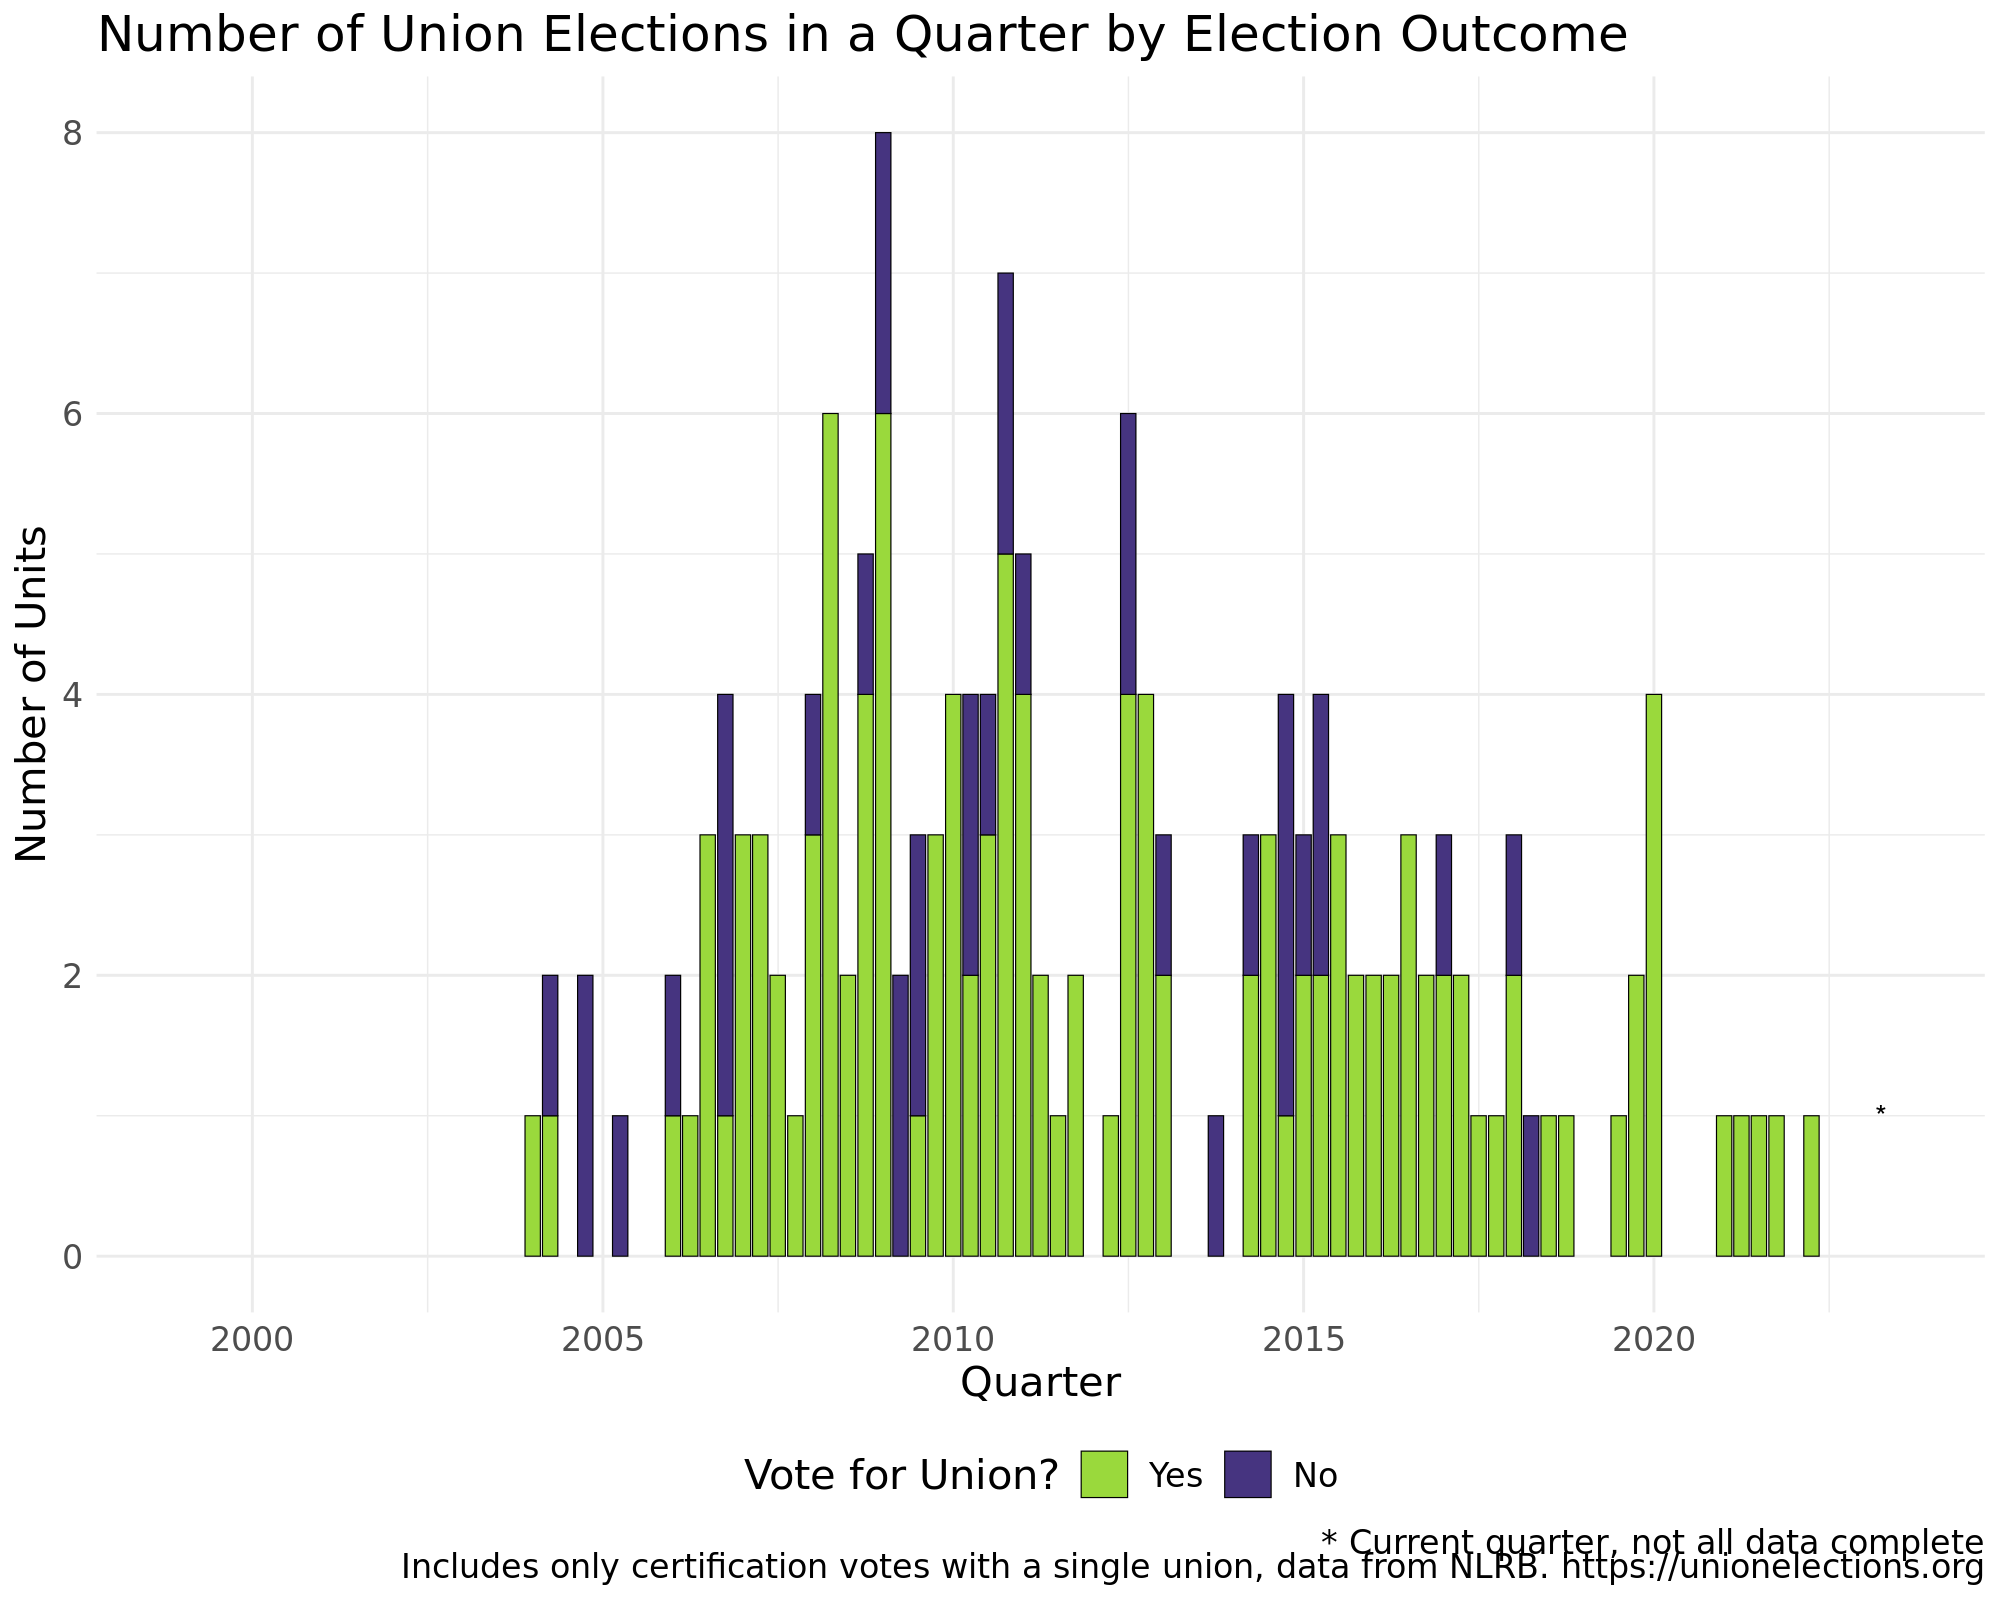 Number of Union Elections in a Quarter by Election Outcome
Number of Units
8
6
4
2
0
*
2000 2005 2010 2015 2020
Quarter
Vote for Union? Yes No
* Current quarter, not all data complete
Includes only certification votes with a single union, data from NLRB. https://unionelections.org